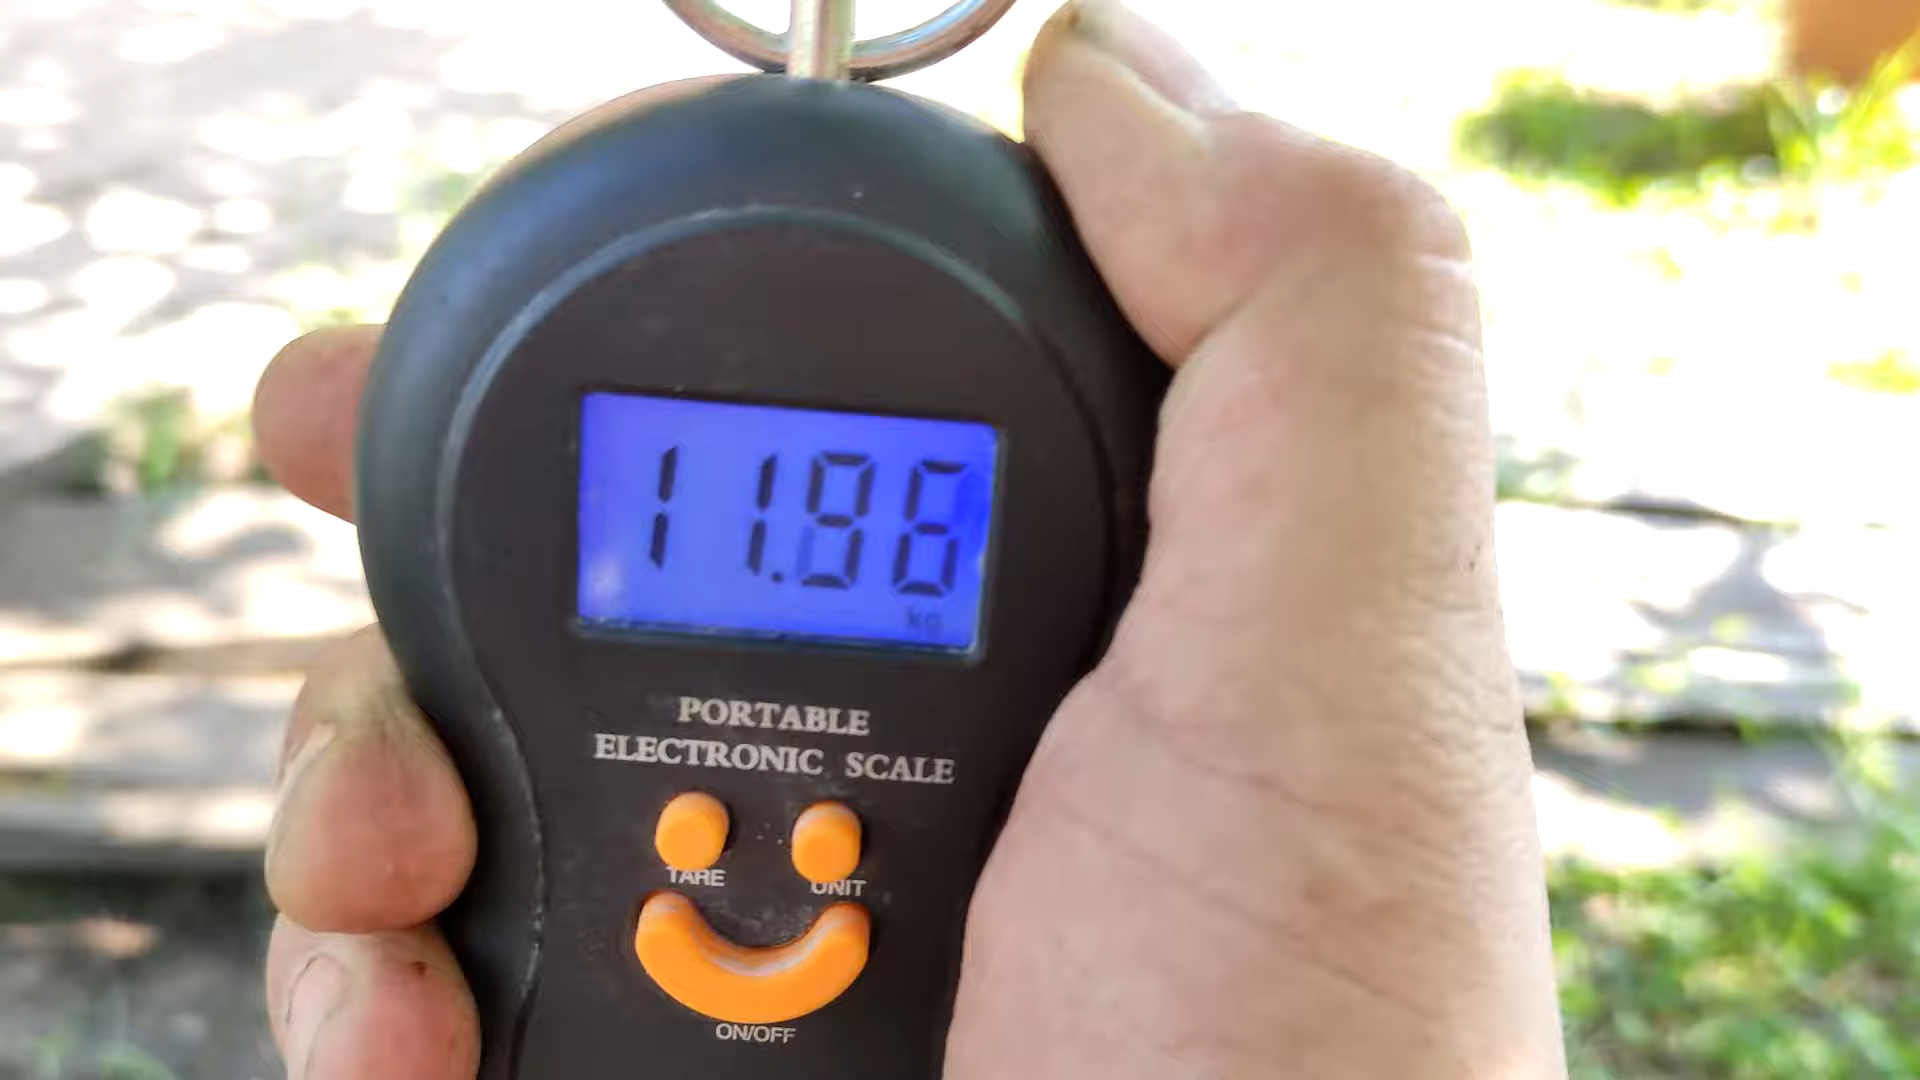 11.86
kg
PORTABLE
ELECTRONIC SCALE
TARE UNIT
ON/OFF